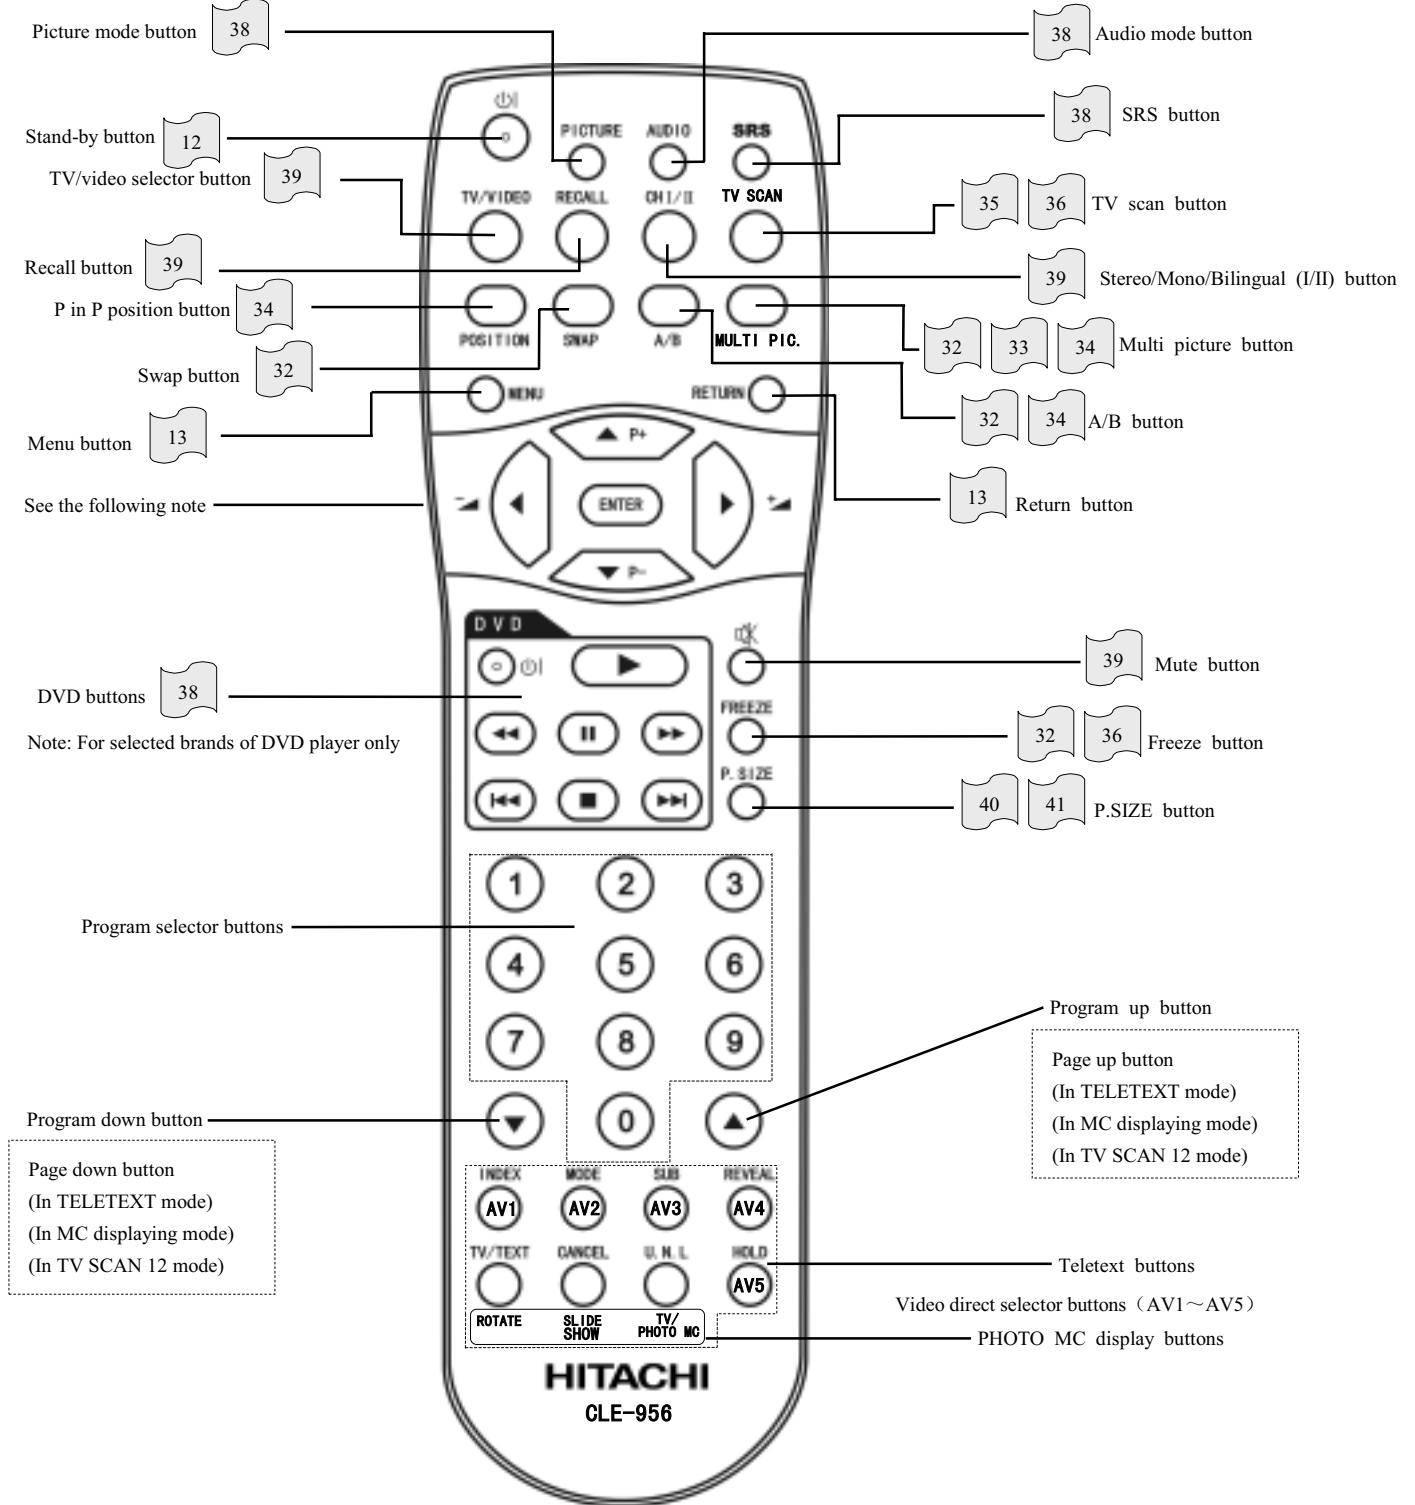 Picture mode button 38
38 Audio mode button
Stand-by button 12
PICTURE AUDIO SRS
38 SRS button
TV/video selector button 39
TV/VIDEO RECALL CH I/II TV SCAN
35 36 TV scan button
Recall button 39
39 Stereo/Mono/Bilingual (I/II) button
P in P position button 34
POSITION SWAP A/B MULTI PIC.
32 33 34 Multi picture button
Swap button 32
MENU RETURN
32 34 A/B button
Menu button 13
P+
See the following note
ENTER
13 Return button
P-
DVD
39 Mute button
DVD buttons 38
FREEZE
Note: For selected brands of DVD player only
32 36 Freeze button
P.SIZE
40 41 P.SIZE button
1 2 3
Program selector buttons
4 5 6
7 8 9
Program up button
Page up button
(In TELETEXT mode)
(In MC displaying mode)
(In TV SCAN 12 mode)
Program down button
0
Page down button
(In TELETEXT mode)
(In MC displaying mode)
(In TV SCAN 12 mode)
INDEX MODE SUB REVEAL
AV1 AV2 AV3 AV4
TV/TEXT CANCEL U.N.L HOLD
AV5
Teletext buttons
Video direct selector buttons（AV1～AV5）
ROTATE SLIDE SHOW TV/ PHOTO MC
PHOTO MC display buttons
HITACHI
CLE-956